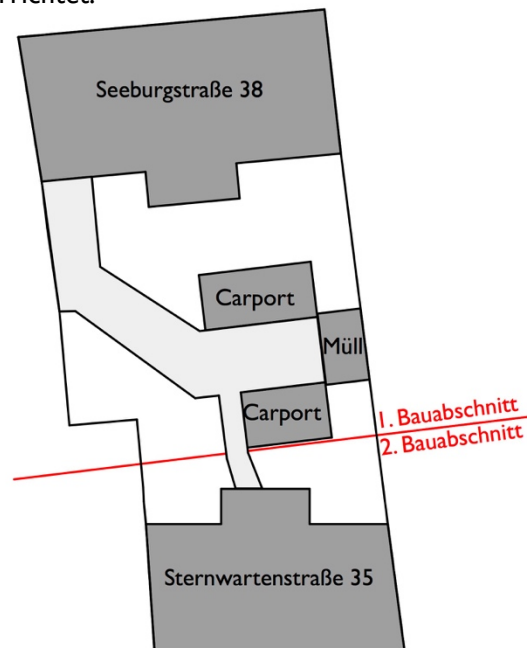 Seeburgstraße 38
Carport
Müll
Carport
1. Bauabschnitt
2. Bauabschnitt
Sternwartenstraße 35